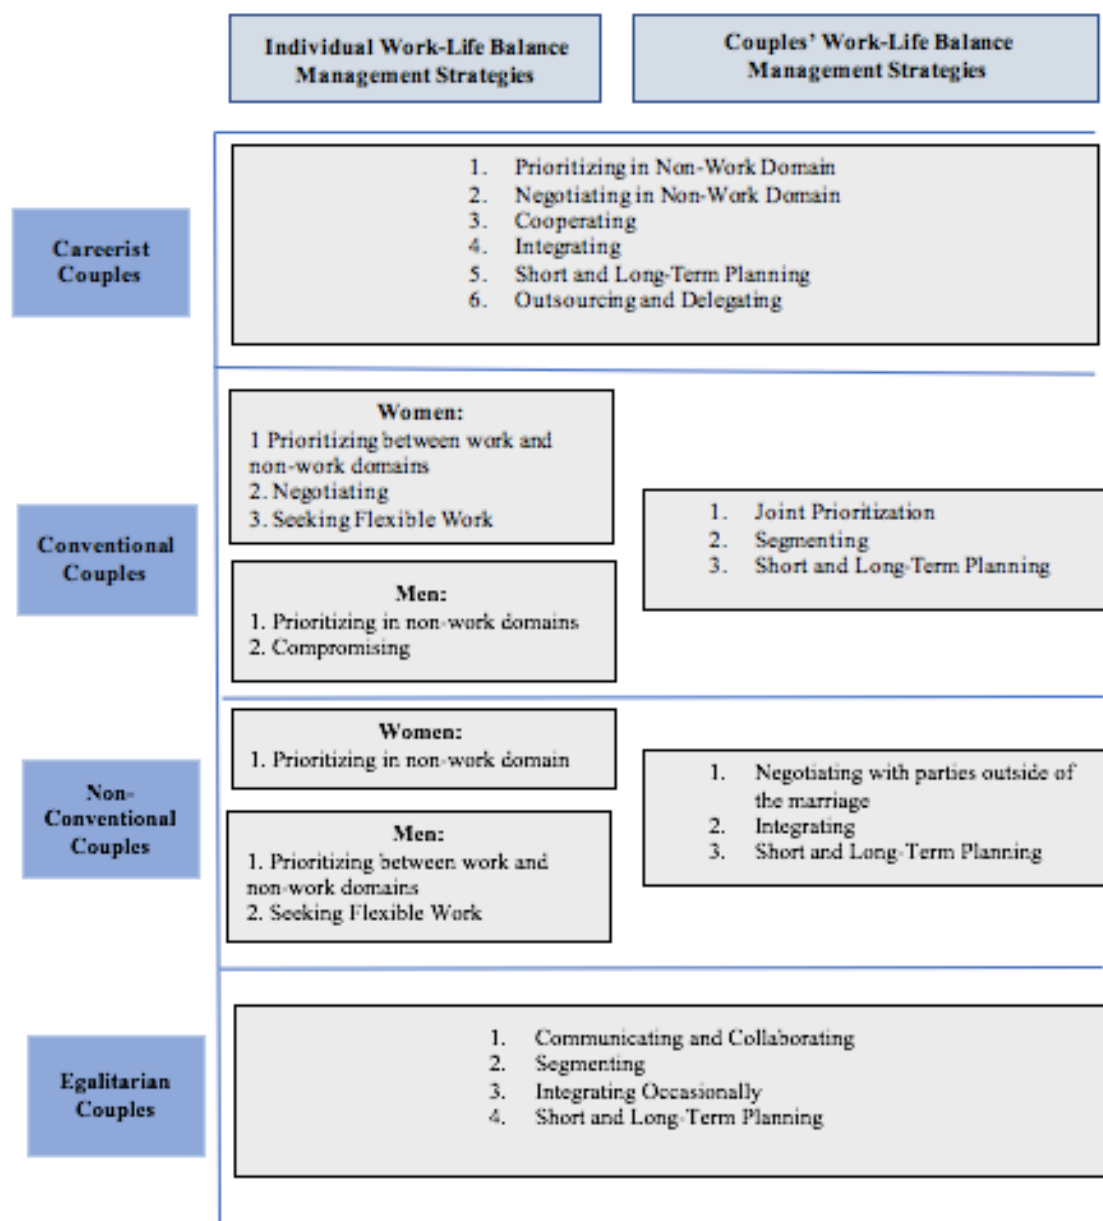 Individual Work-Life Balance
Management Strategies
Couples' Work-Life Balance
Management Strategies
Careerist
Couples
1. Prioritizing in Non-Work Domain
2. Negotiating in Non-Work Domain
3. Cooperating
4. Integrating
5. Short and Long-Term Planning
6. Outsourcing and Delegating
Conventional
Couples
Women:
1 Prioritizing between work and
non-work domains
2. Negotiating
3. Seeking Flexible Work
Men:
1. Prioritizing in non-work domains
2. Compromising
1. Joint Prioritization
2. Segmenting
3. Short and Long-Term Planning
Non-
Conventional
Couples
Women:
1. Prioritizing in non-work domain
Men:
1. Prioritizing between work and
non-work domains
2. Seeking Flexible Work
1. Negotiating with parties outside of
the marriage
2. Integrating
3. Short and Long-Term Planning
Egalitarian
Couples
1. Communicating and Collaborating
2. Segmenting
3. Integrating Occasionally
4. Short and Long-Term Planning